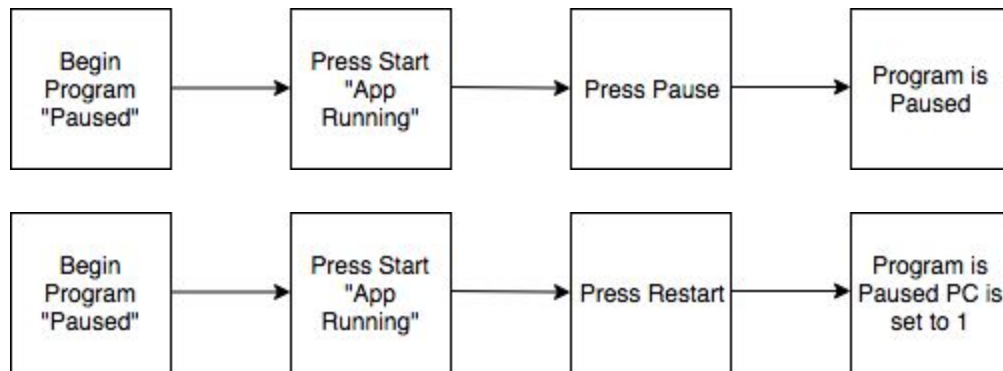 Begin
Program
"Paused"
Press Start
"App
Running"
Press Pause
Program is
Paused
Begin
Program
"Paused"
Press Start
"App
Running"
Press Restart
Program is
Paused PC is
set to 1